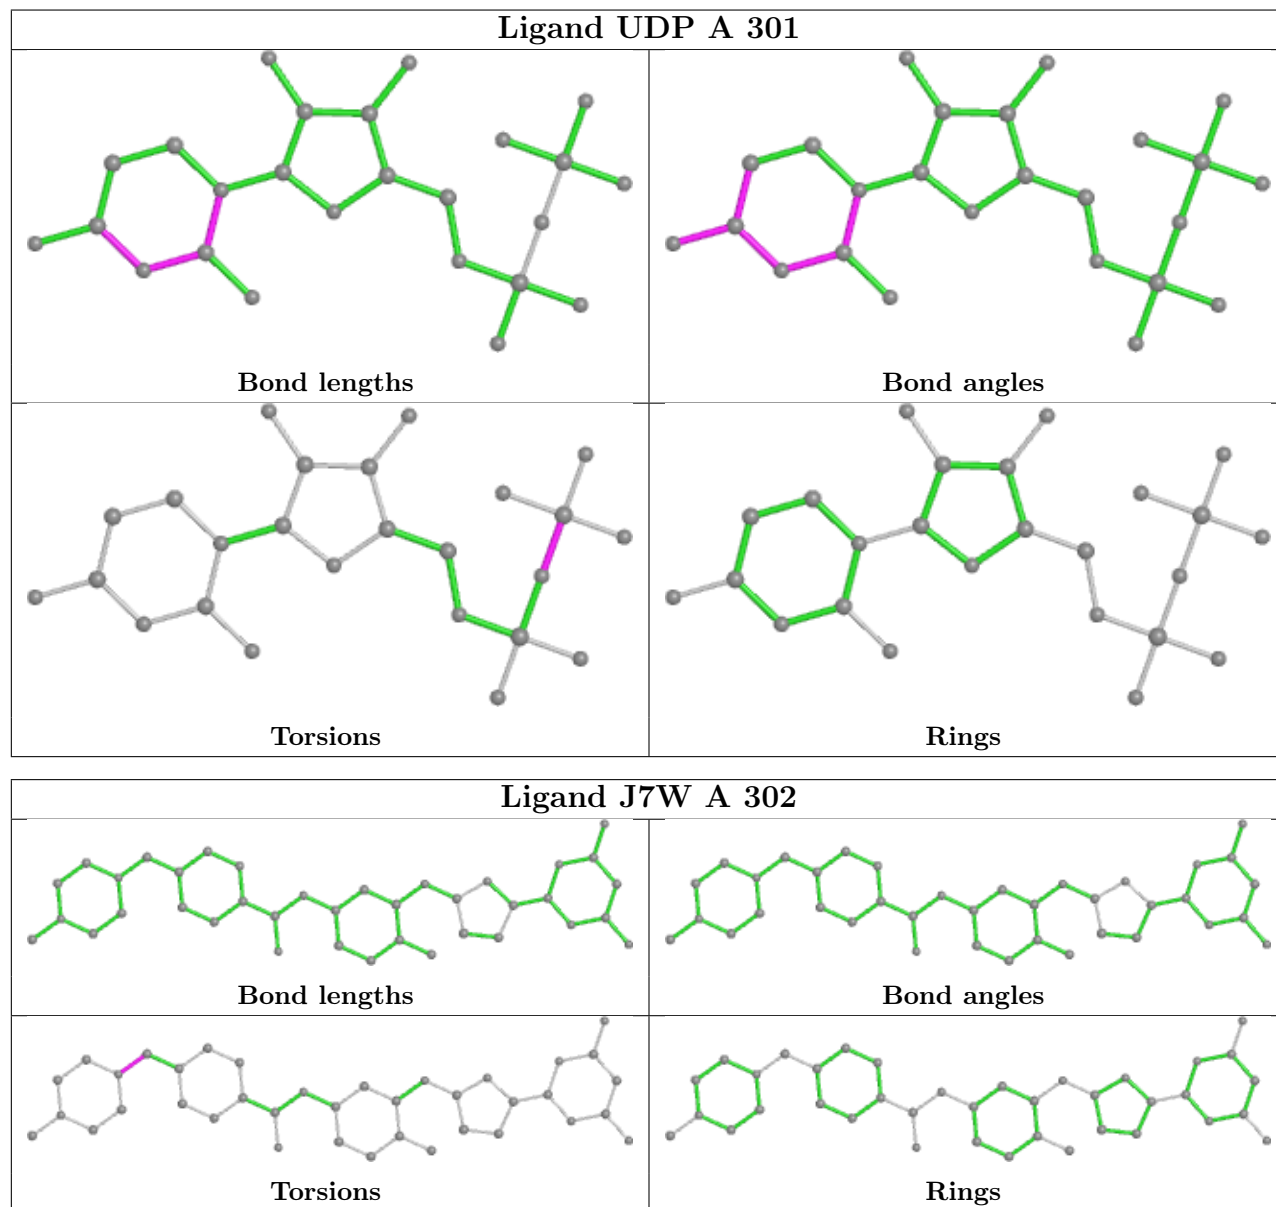 Ligand UDP A 301
Bond lengths
Bond angles
Torsions
Rings
Ligand J7W A 302
Bond lengths
Bond angles
Torsions
Rings